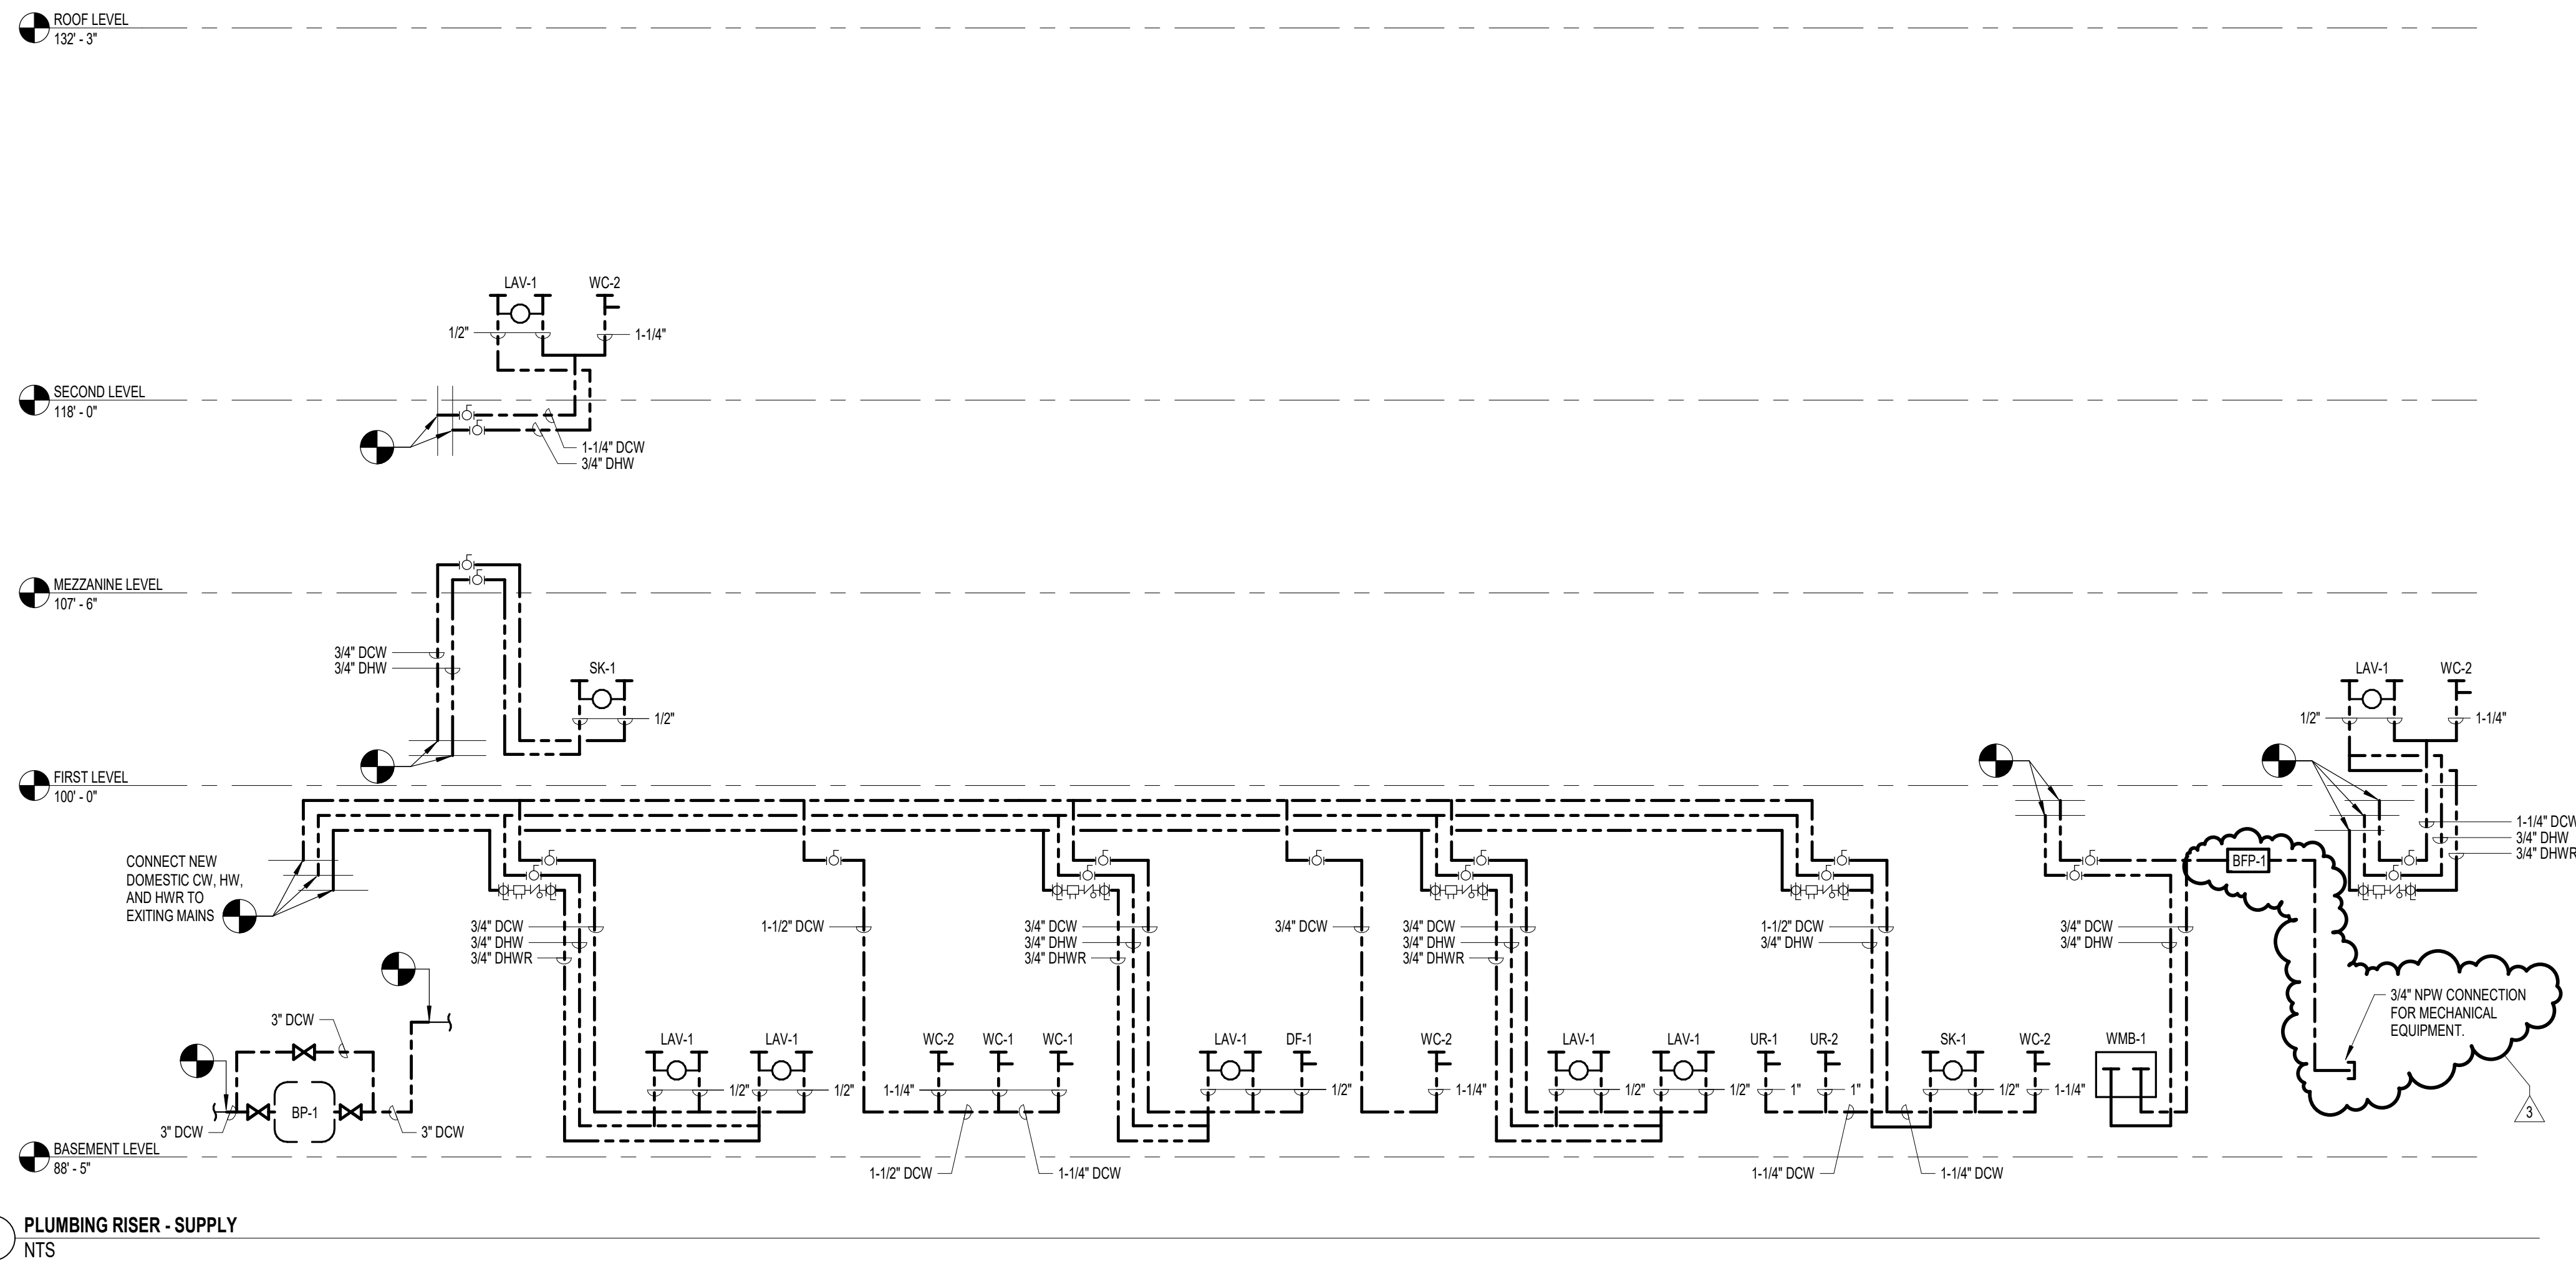 ROOF LEVEL
132' - 3"
LAV-1
WC-2
1/2"
1-1/4"
SECOND LEVEL
118' - 0"
1-1/4" DCW
3/4" DHW
MEZZANINE LEVEL
107' - 6"
3/4" DCW
3/4" DHW
SK-1
1/2"
LAV-1
WC-2
1/2"
1-1/4"
FIRST LEVEL
100' - 0"
1-1/4" DCW
3/4" DHW
3/4" DHWR
CONNECT NEW
DOMESTIC CW, HW,
AND HWR TO
EXITING MAINS
BFP-1
3/4" DCW
3/4" DHW
3/4" DHWR
1-1/2" DCW
3/4" DCW
3/4" DHW
3/4" DHWR
3/4" DCW
3/4" DCW
3/4" DHW
3/4" DHWR
1-1/2" DCW
3/4" DHW
3/4" DCW
3/4" DHW
3/4" NPW CONNECTION
FOR MECHANICAL
EQUIPMENT.
3
3" DCW
BP-1
3" DCW
3" DCW
LAV-1
LAV-1
WC-2
WC-1
WC-1
LAV-1
DF-1
WC-2
LAV-1
LAV-1
UR-1
UR-2
SK-1
WC-2
WMB-1
1/2"
1/2"
1-1/4"
1/2"
1-1/4"
1/2"
1/2"
1"
1"
1/2"
1-1/4"
BASEMENT LEVEL
88' - 5"
1-1/2" DCW
1-1/4" DCW
1-1/4" DCW
1-1/4" DCW
PLUMBING RISER - SUPPLY
NTS